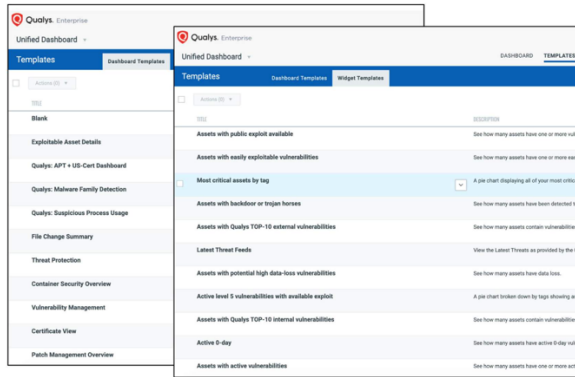 Qualys. Enterprise
Unified Dashboard
Templates
Dashboard Templates
Actions (0)
TITLE
Blank
Exploitable Asset Details
Qualys: APT + US-Cert Dashboard
Qualys: Malware Family Detection
Qualys: Suspicious Process Usage
File Change Summary
Threat Protection
Container Security Overview
Vulnerability Management
Certificate View
Patch Management Overview
Qualys. Enterprise
Unified Dashboard
DASHBOARD TEMPLATES
Templates
Dashboard Templates Widget Templates
Actions (0)
TITLE DESCRIPTION
Assets with public exploit available See how many assets have one or more vul
Assets with easily exploitable vulnerabilities See how many assets have one or more eas
Most critical assets by tag A pie chart displaying all of your most critic
Assets with backdoor or trojan horses See how many assets have been detected t
Assets with Qualys TOP-10 external vulnerabilities See how many assets contain vulnerabilitie
Latest Threat Feeds View the Latest Threats as provided by the
Assets with potential high data-loss vulnerabilities See how many assets have data loss.
Active level 5 vulnerabilities with available exploit A pie chart broken down by tags showing as
Assets with Qualys TOP-10 internal vulnerabilities See how many assets contain vulnerabilitie
Active 0-day See how many assets have active 0-day vul
Assets with active vulnerabilities See how many assets have one or more act